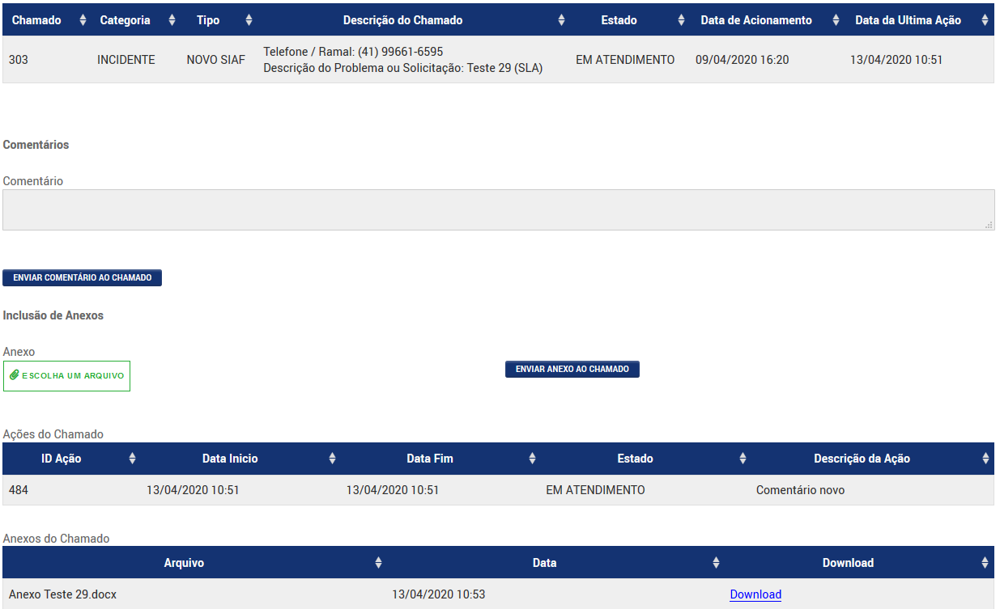 Chamado Categoria Tipo Descrição do Chamado Estado Data de Acionamento Data da Ultima Ação
303 INCIDENTE NOVO SIAF Telefone / Ramal: (41) 99661-6595 EM ATENDIMENTO 09/04/2020 16:20 13/04/2020 10:51
Descrição do Problema ou Solicitação: Teste 29 (SLA)
Comentários
Comentário
ENVIAR COMENTÁRIO AO CHAMADO
Inclusão de Anexos
Anexo
ESCOLHA UM ARQUIVO ENVIAR ANEXO AO CHAMADO
Ações do Chamado
ID Ação Data Inicio Data Fim Estado Descrição da Ação
484 13/04/2020 10:51 13/04/2020 10:51 EM ATENDIMENTO Comentário novo
Anexos do Chamado
Arquivo Data Download
Anexo Teste 29.docx 13/04/2020 10:53 Download